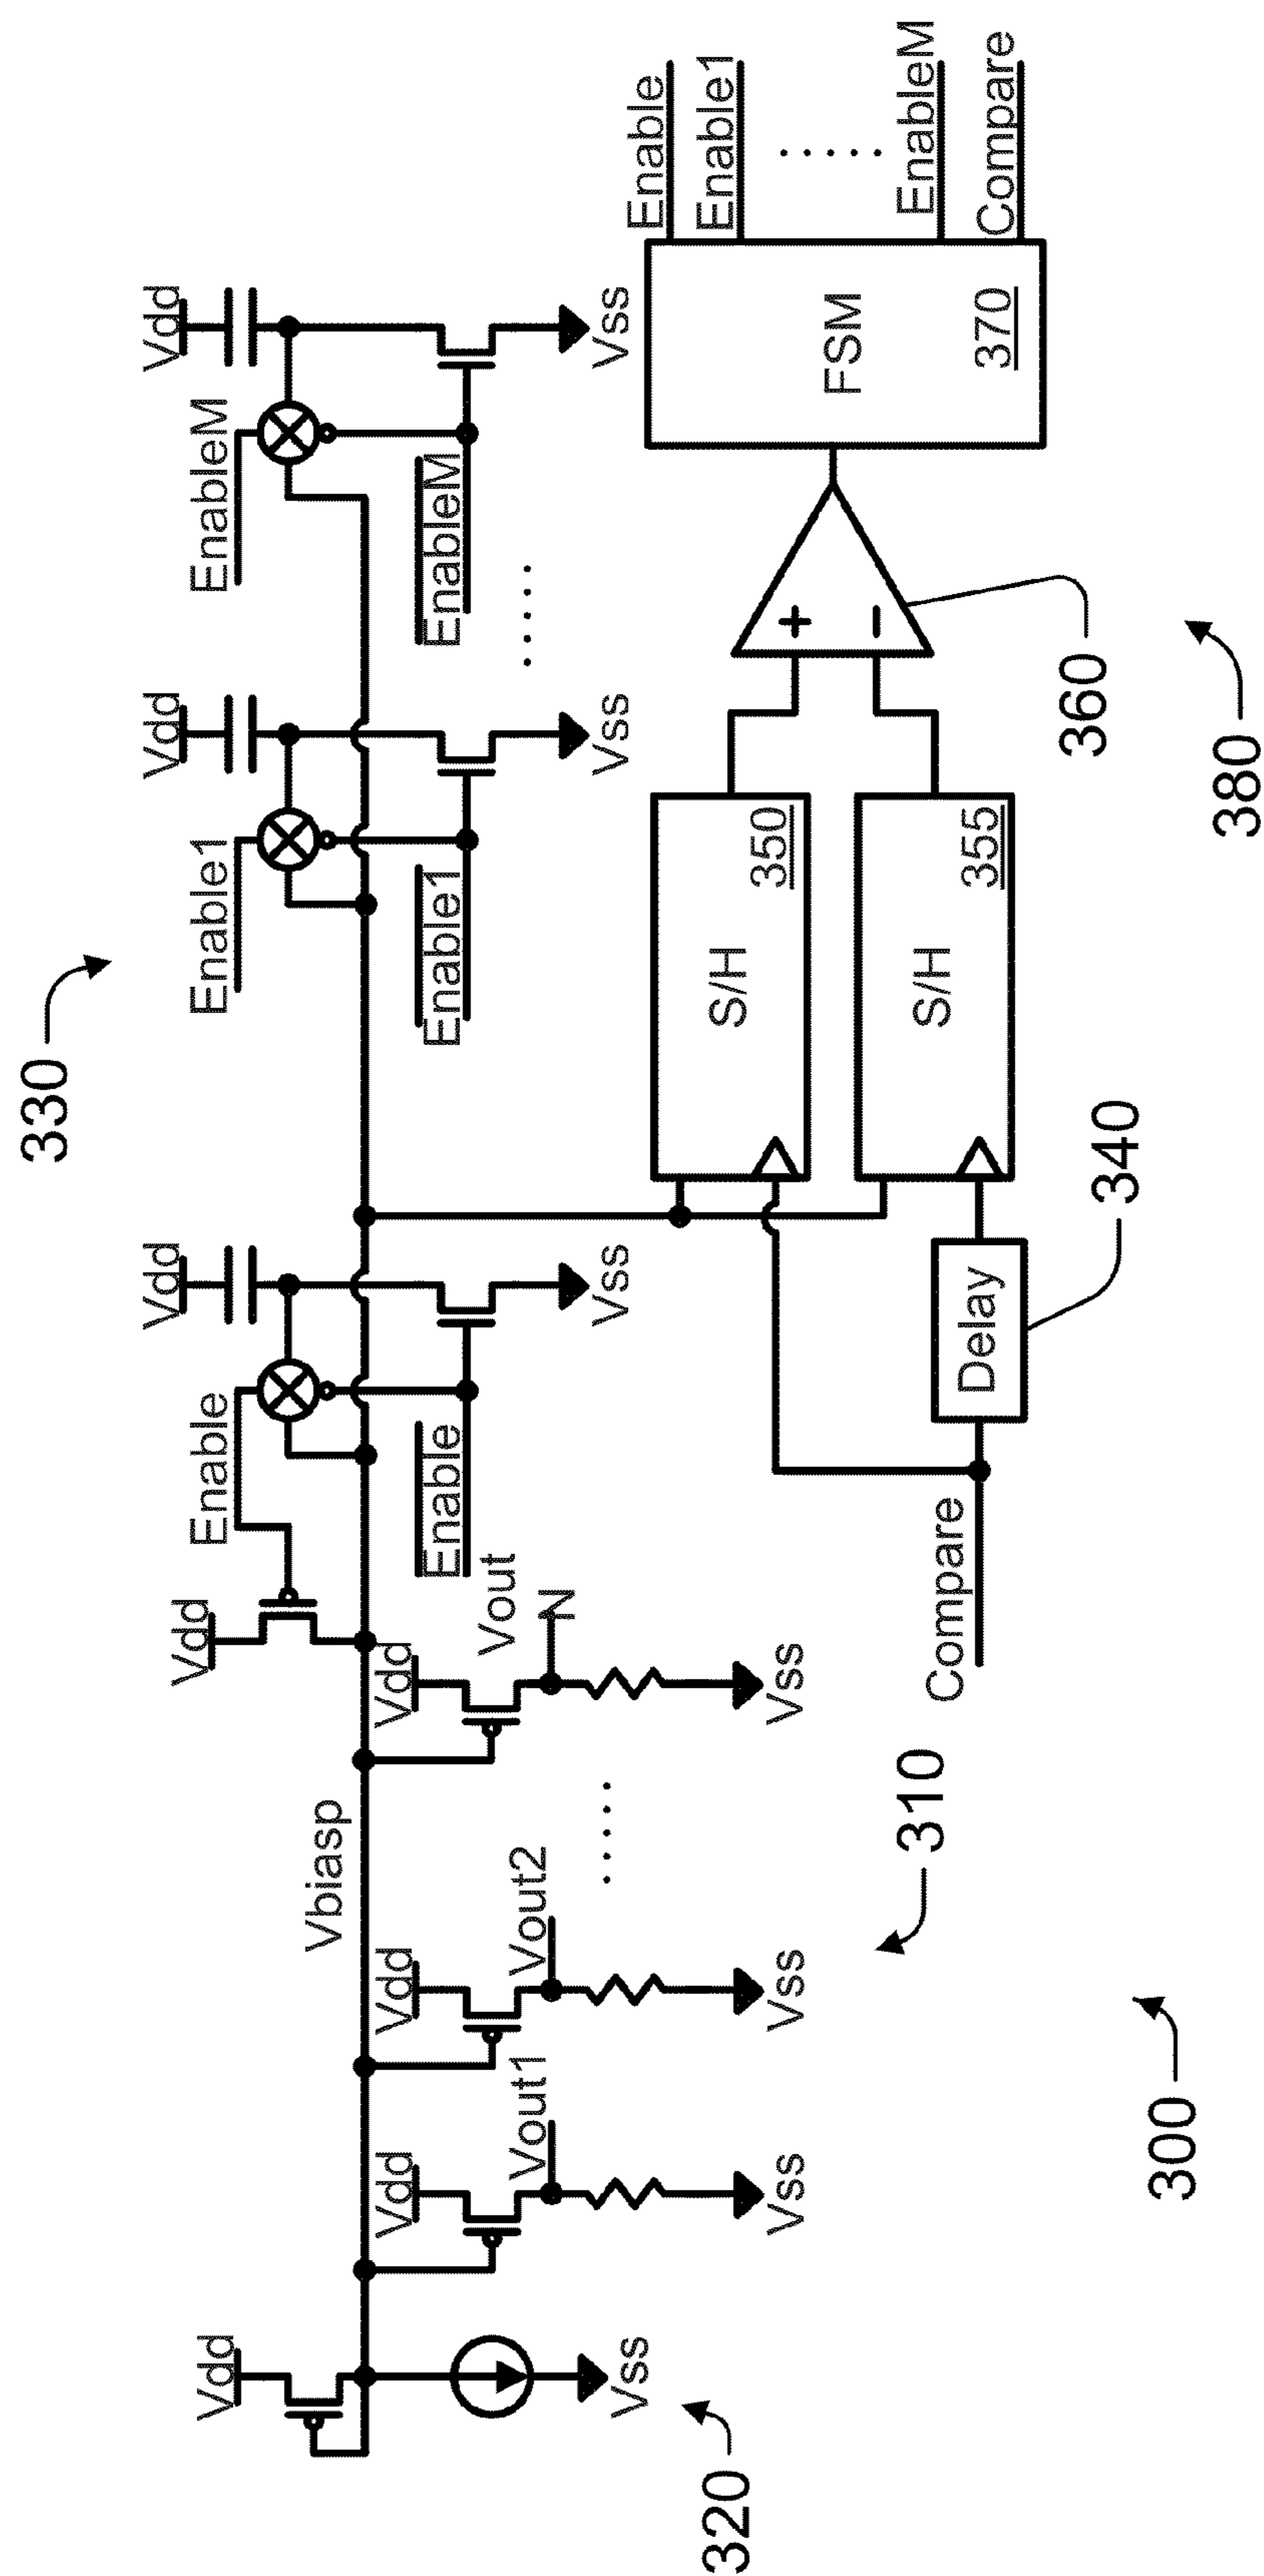 330
Vdd
Vdd
Vdd
Enable
Enable1
EnableM
Vdd
Vdd
Vbiasp
Enable
Enable1
EnableM
Vdd
Vdd
Vdd
Vout
N
Vout1
Vout2
.....
.....
Vss
Vss
Vss
Vss
320
Vss
Vss
Vss
310
300
Compare
Delay
340
S/H
350
S/H
355
+
−
360
380
FSM
370
Enable
Enable1
.....
EnableM
Compare